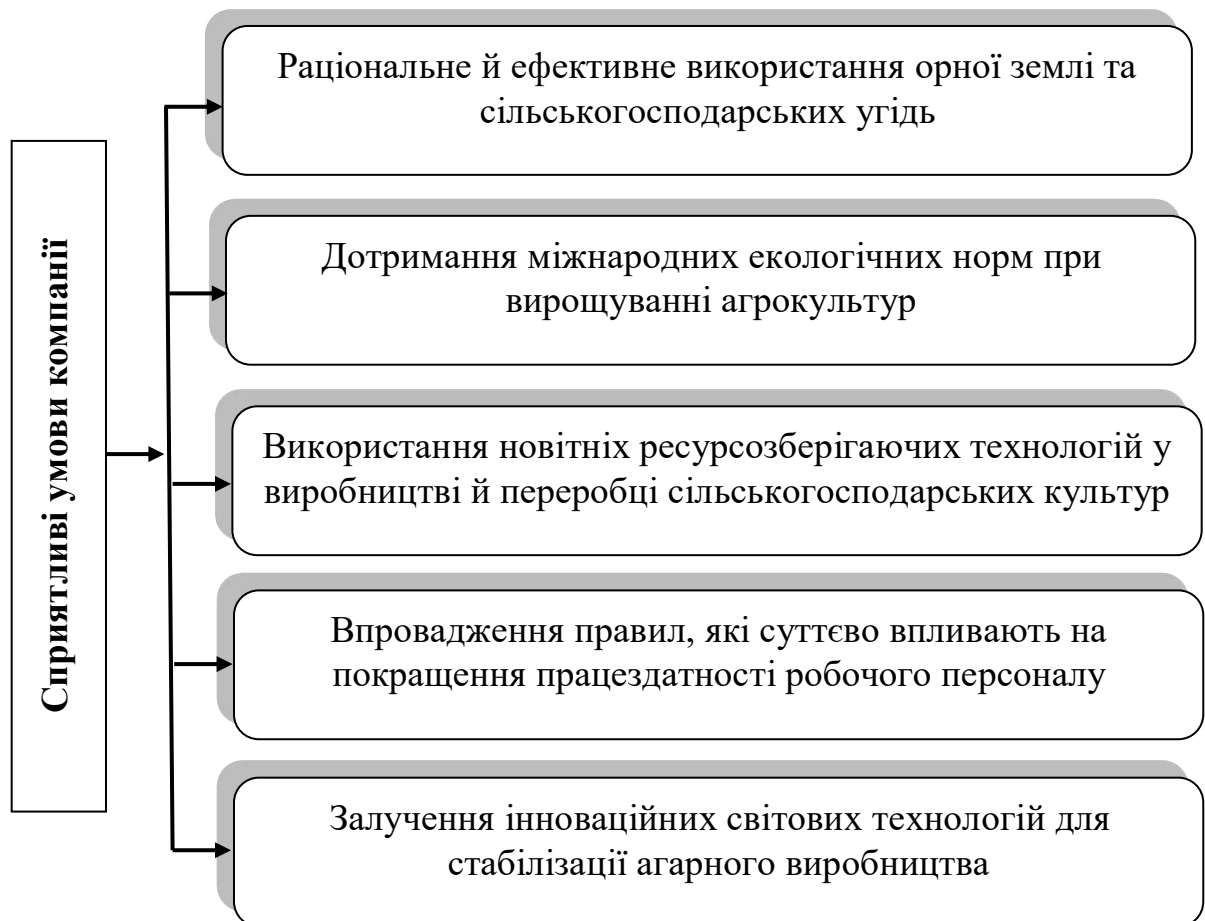 Сприятливі умови компанії
Раціональне й ефективне використання орної землі та
сільськогосподарських угідь
Дотримання міжнародних екологічних норм при
вирощуванні агрокультур
Використання новітніх ресурсозберігаючих технологій у
виробництві й переробці сільськогосподарських культур
Впровадження правил, які суттєво впливають на
покращення працездатності робочого персоналу
Залучення інноваційних світових технологій для
стабілізації агарного виробництва